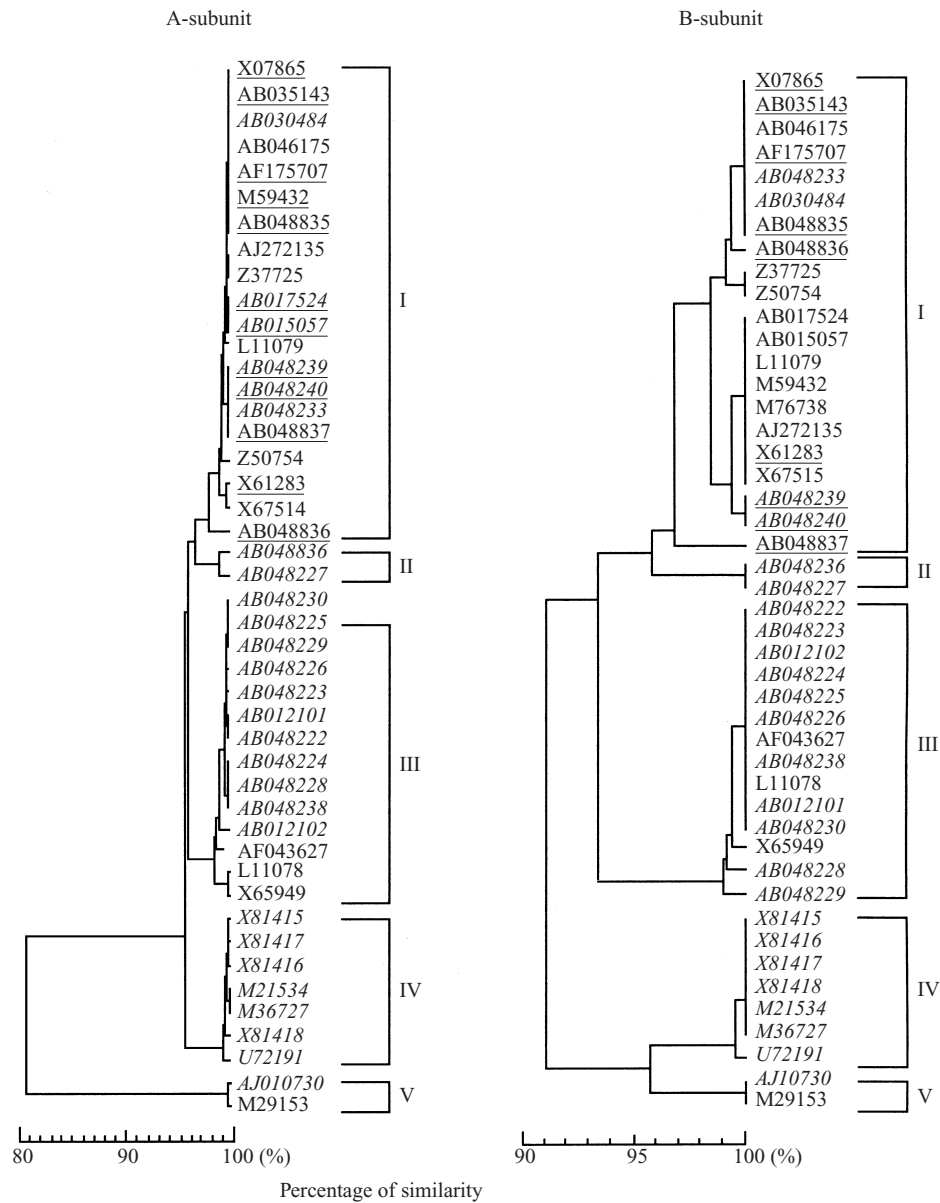 A-subunit
X07865
AB035143
AB030484
AB046175
AF175707
M59432
AB048835
AJ272135
Z37725
AB017524
AB015057
L11079
AB048239
AB048240
AB048233
AB048837
Z50754
X61283
X67514
AB048836
AB048836
AB048227
AB048230
AB048225
AB048229
AB048226
AB048223
AB012101
AB048222
AB048224
AB048228
AB048238
AB012102
AF043627
L11078
X65949
X81415
X81417
X81416
M21534
M36727
X81418
U72191
AJ010730
M29153
I
II
III
IV
V
80 90 100 (%)
B-subunit
X07865
AB035143
AB046175
AF175707
AB048233
AB030484
AB048835
AB048836
Z37725
Z50754
AB017524
AB015057
L11079
M59432
M76738
AJ272135
X61283
X67515
AB048239
AB048240
AB048837
AB048236
AB048227
AB048222
AB048223
AB012102
AB048224
AB048225
AB048226
AF043627
AB048238
L11078
AB012101
AB048230
X65949
AB048228
AB048229
X81415
X81416
X81417
X81418
M21534
M36727
U72191
AJ10730
M29153
I
II
III
IV
V
90 95 100 (%)
Percentage of similarity